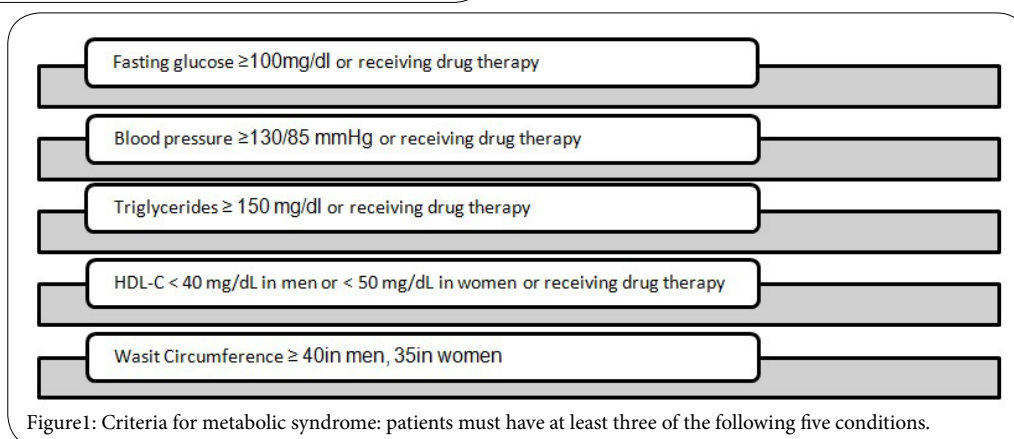 Fasting glucose ≥100mg/dl or receiving drug therapy
Blood pressure ≥130/85 mmHg or receiving drug therapy
Triglycerides ≥ 150 mg/dl or receiving drug therapy
HDL-C < 40 mg/dL in men or < 50 mg/dL in women or receiving drug therapy
Wasit Circumference ≥ 40in men, 35in women
Figure1: Criteria for metabolic syndrome: patients must have at least three of the following five conditions.